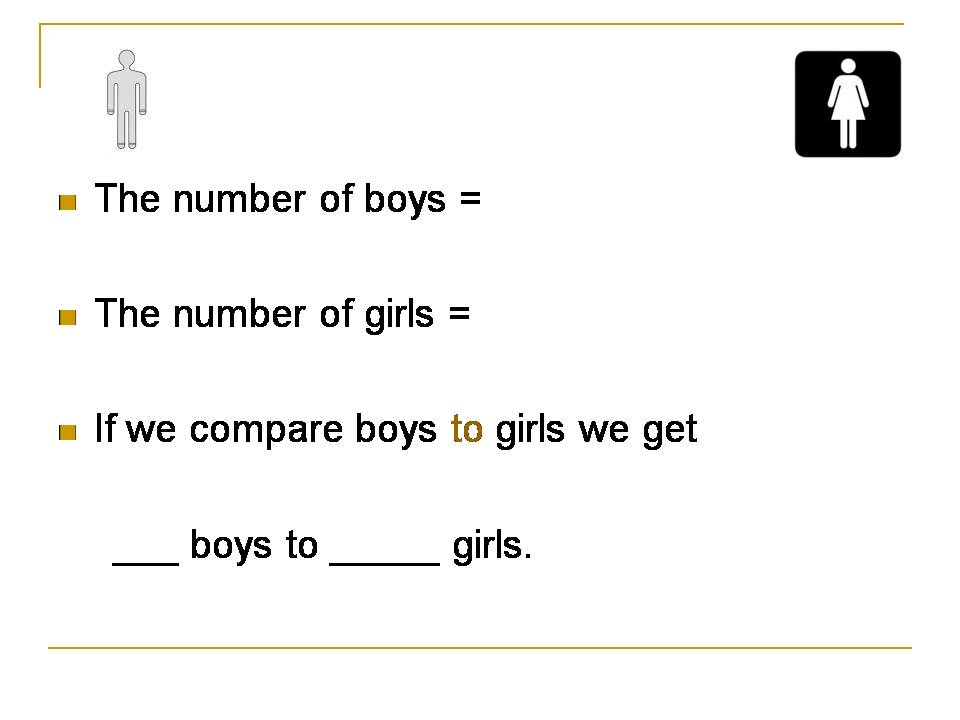 The number of boys =
The number of girls =
If we compare boys to girls we get
___ boys to _____ girls.